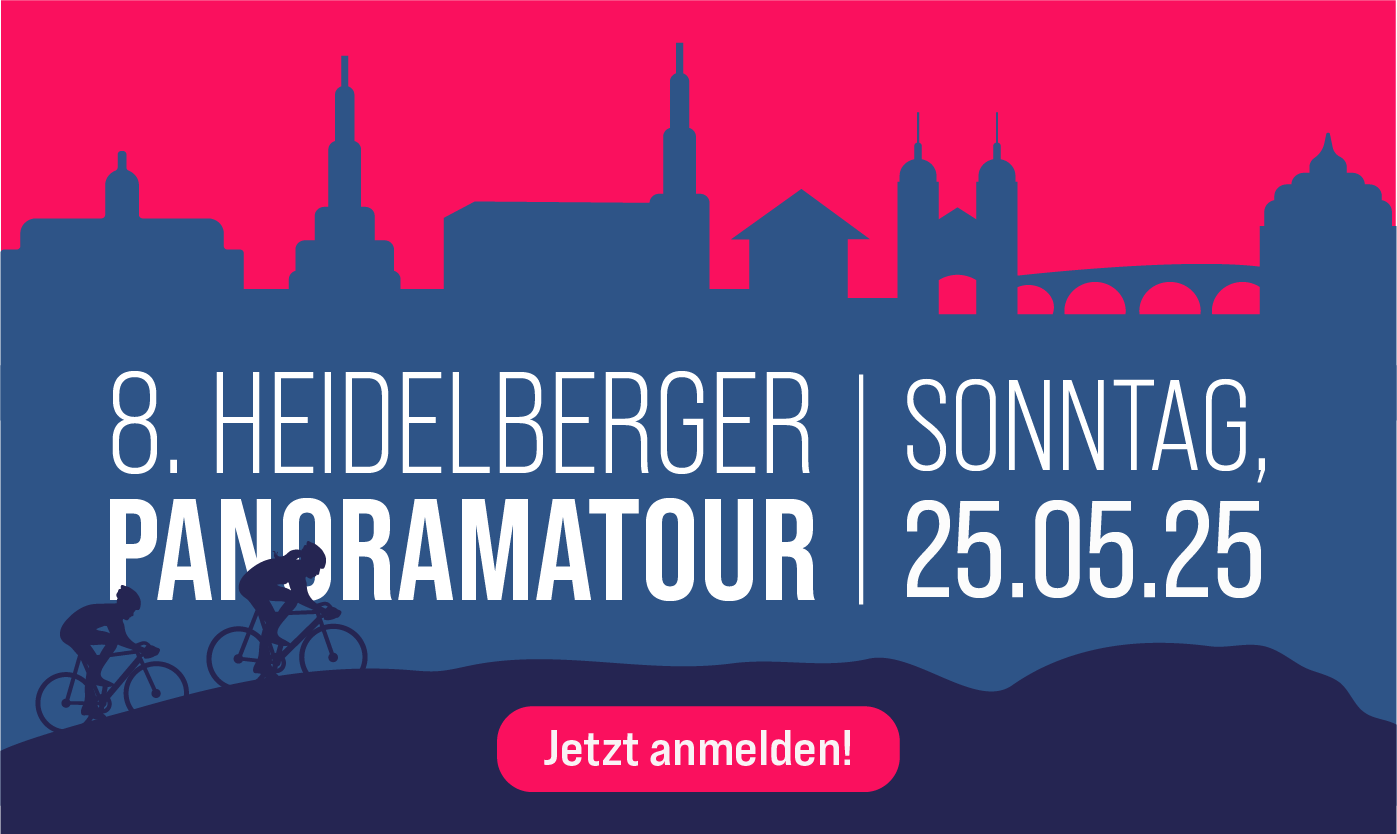 8. HEIDELBERGER
PANORAMATOUR
SONNTAG,
25.05.25
Jetzt anmelden!